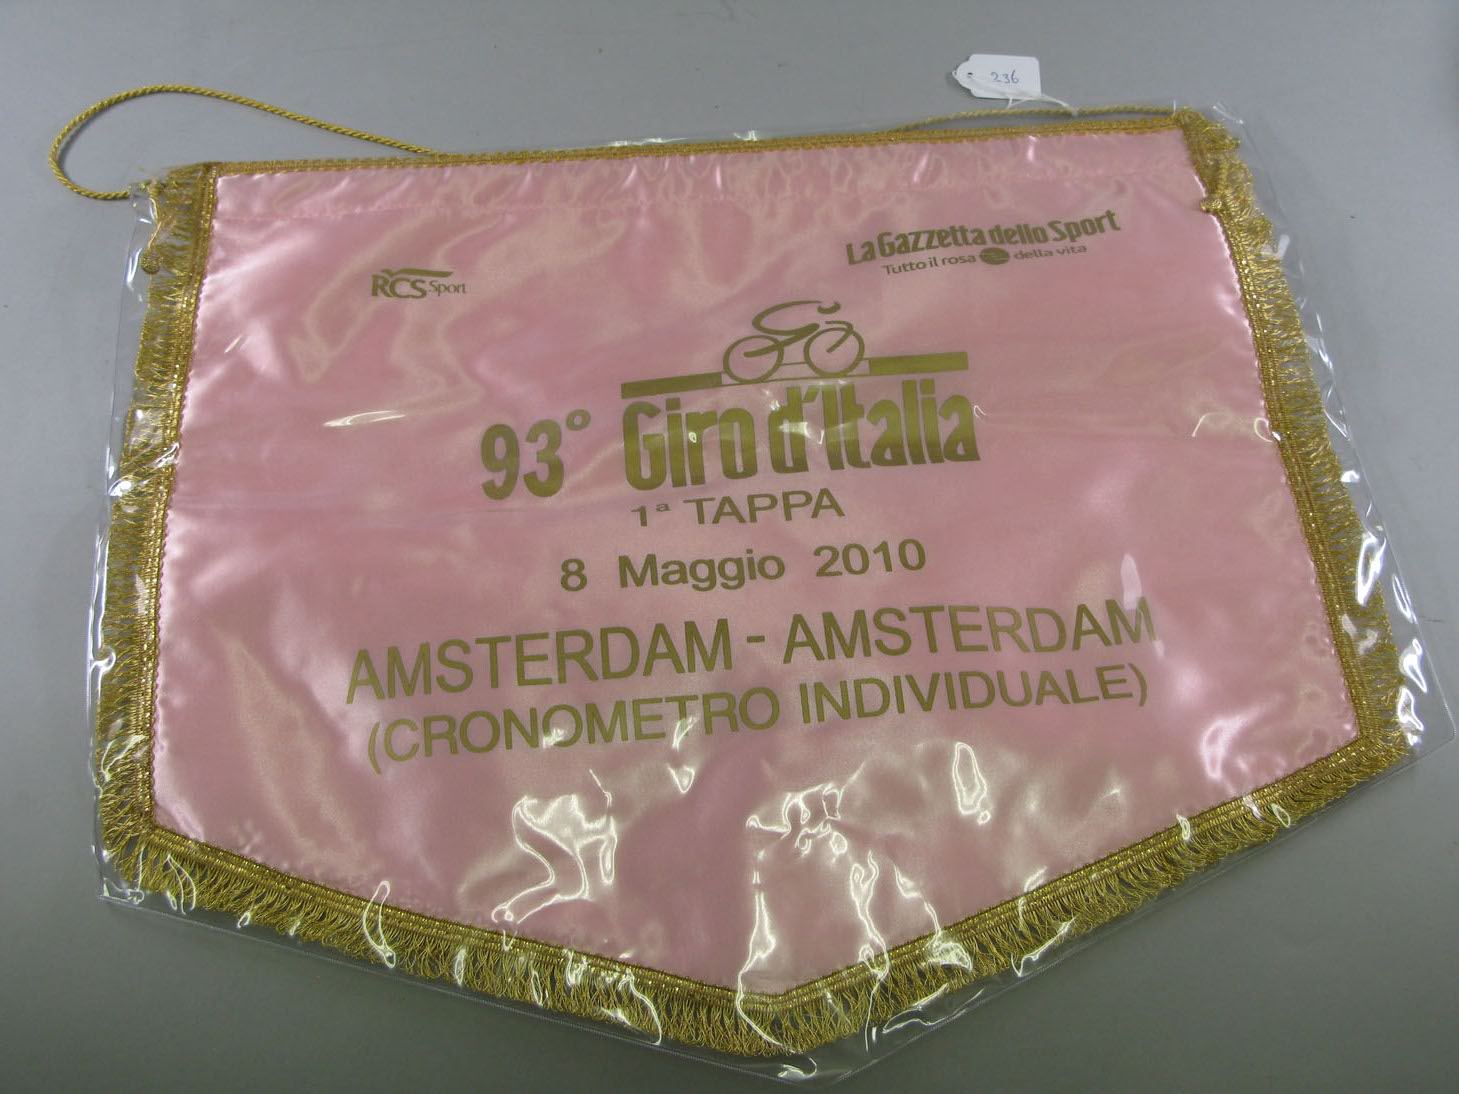 236
La Gazzetta dello Sport
Tutto il rosa della vita
RCS Sport
93° Giro d'Italia
1ª TAPPA
8 Maggio 2010
AMSTERDAM - AMSTERDAM
(CRONOMETRO INDIVIDUALE)